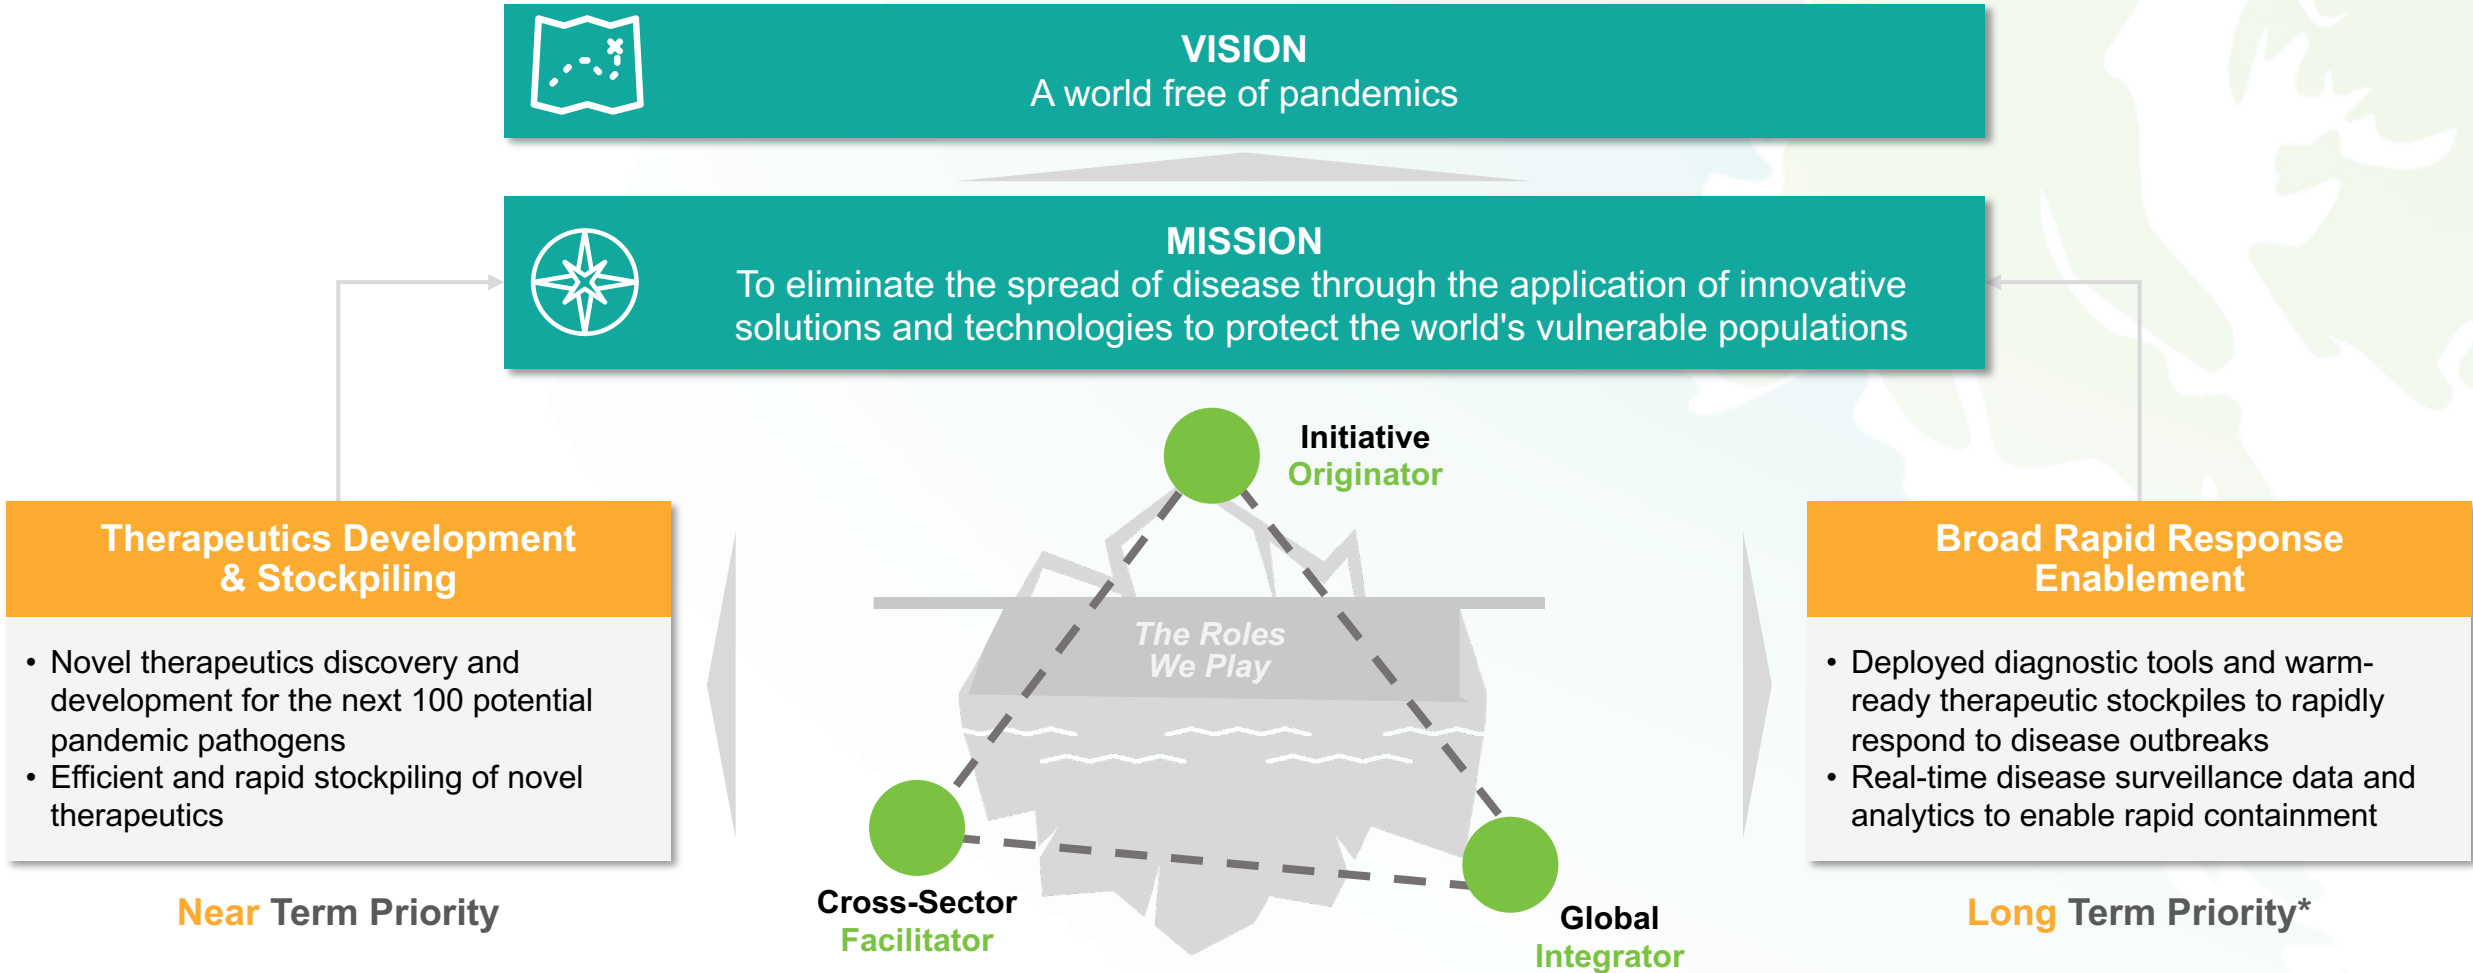 VISION
A world free of pandemics
MISSION
To eliminate the spread of disease through the application of innovative
solutions and technologies to protect the world's vulnerable populations
Initiative
Originator
Therapeutics Development
& Stockpiling
• Novel therapeutics discovery and
development for the next 100 potential
pandemic pathogens
• Efficient and rapid stockpiling of novel
therapeutics
Near Term Priority
The Roles
We Play
Cross-Sector
Facilitator
Global
Integrator
Broad Rapid Response
Enablement
• Deployed diagnostic tools and warm-
ready therapeutic stockpiles to rapidly
respond to disease outbreaks
• Real-time disease surveillance data and
analytics to enable rapid containment
Long Term Priority*